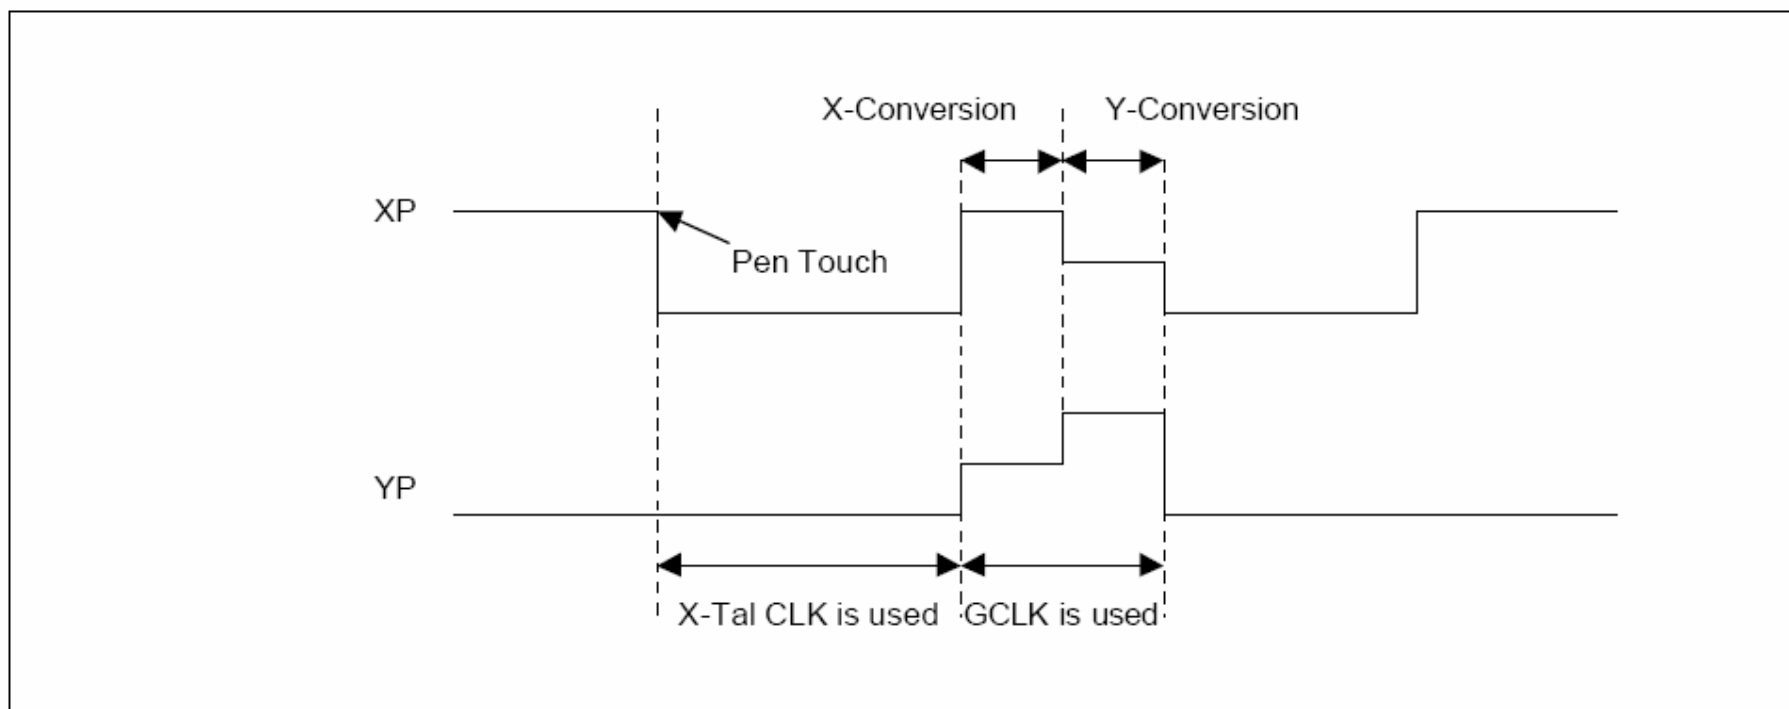 X-Conversion
Y-Conversion
XP
Pen Touch
YP
X-Tal CLK is used
GCLK is used